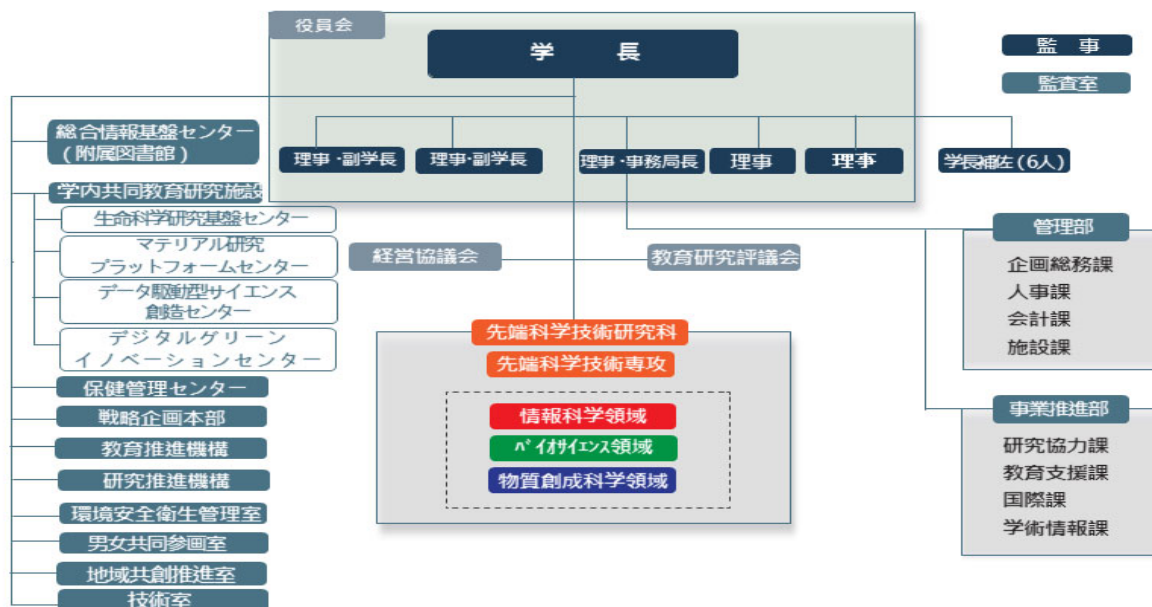 役員会
学 長
監 事
監査室
総合情報基盤センター
(附属図書館)
理事・副学長
理事・副学長
理事・事務局長
理事
理事
学長補佐(6人)
学内共同教育研究施設
生命科学研究基盤センター
マテリアル研究
プラットフォームセンター
データ駆動型サイエンス
創造センター
デジタルグリーン
イノベーションセンター
保健管理センター
戦略企画本部
教育推進機構
研究推進機構
環境安全衛生管理室
男女共同参画室
地域共創推進室
技術室
経営協議会
教育研究評議会
先端科学技術研究科
先端科学技術専攻
情報科学領域
バイオサイエンス領域
物質創成科学領域
管理部
企画総務課
人事課
会計課
施設課
事業推進部
研究協力課
教育支援課
国際課
学術情報課